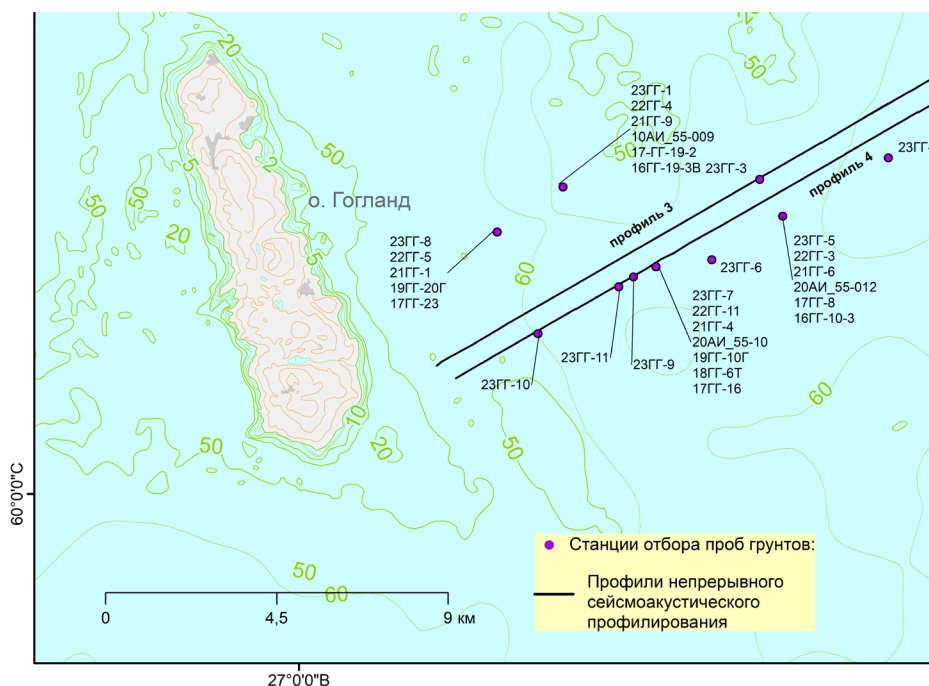 20
50
50
50
20
5
2
50
о. Гогланд
5
10
20
50
50
60
50
60
60
50
23ГГ-1
22ГГ-4
21ГГ-9
10АИ_55-009
17-ГГ-19-2
16ГГ-19-3В
23ГГ-3
23ГГ-
профиль 3
профиль 4
23ГГ-8
22ГГ-5
21ГГ-1
19ГГ-20Г
17ГГ-23
23ГГ-6
23ГГ-5
22ГГ-3
21ГГ-6
20АИ_55-012
17ГГ-8
16ГГ-10-3
23ГГ-7
22ГГ-11
21ГГ-4
20АИ_55-10
19ГГ-10Г
18ГГ-6Т
17ГГ-16
23ГГ-11
23ГГ-9
23ГГ-10
60°0'0"С
50
60
0
4,5
9 км
Станции отбора проб грунтов:
Профили непрерывного
сейсмоакустического
профилирования
27°0'0"В